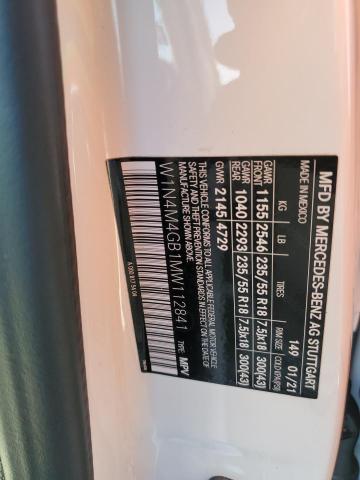 MFD BY MERCEDES-BENZ AG STUTTGART
MADE IN MEXICO 149 01/21
KG LB TIRES RIM SIZE COLD KPA/(PSI)
GAWR FRONT 1155 2546 235/55 R18 7.5Jx18 300(43)
GAWR REAR 1040 2293 235/55 R18 7.5Jx18 300(43)
GVWR 2145 4729
THIS VEHICLE CONFORMS TO ALL APPLICABLE FEDERAL MOTOR VEHICLE
SAFETY AND THEFT PREVENTION STANDARDS IN EFFECT ON THE DATE OF
MANUFACTURE SHOWN ABOVE.
W1N4M4GB1MW112841 TYPE: MPV